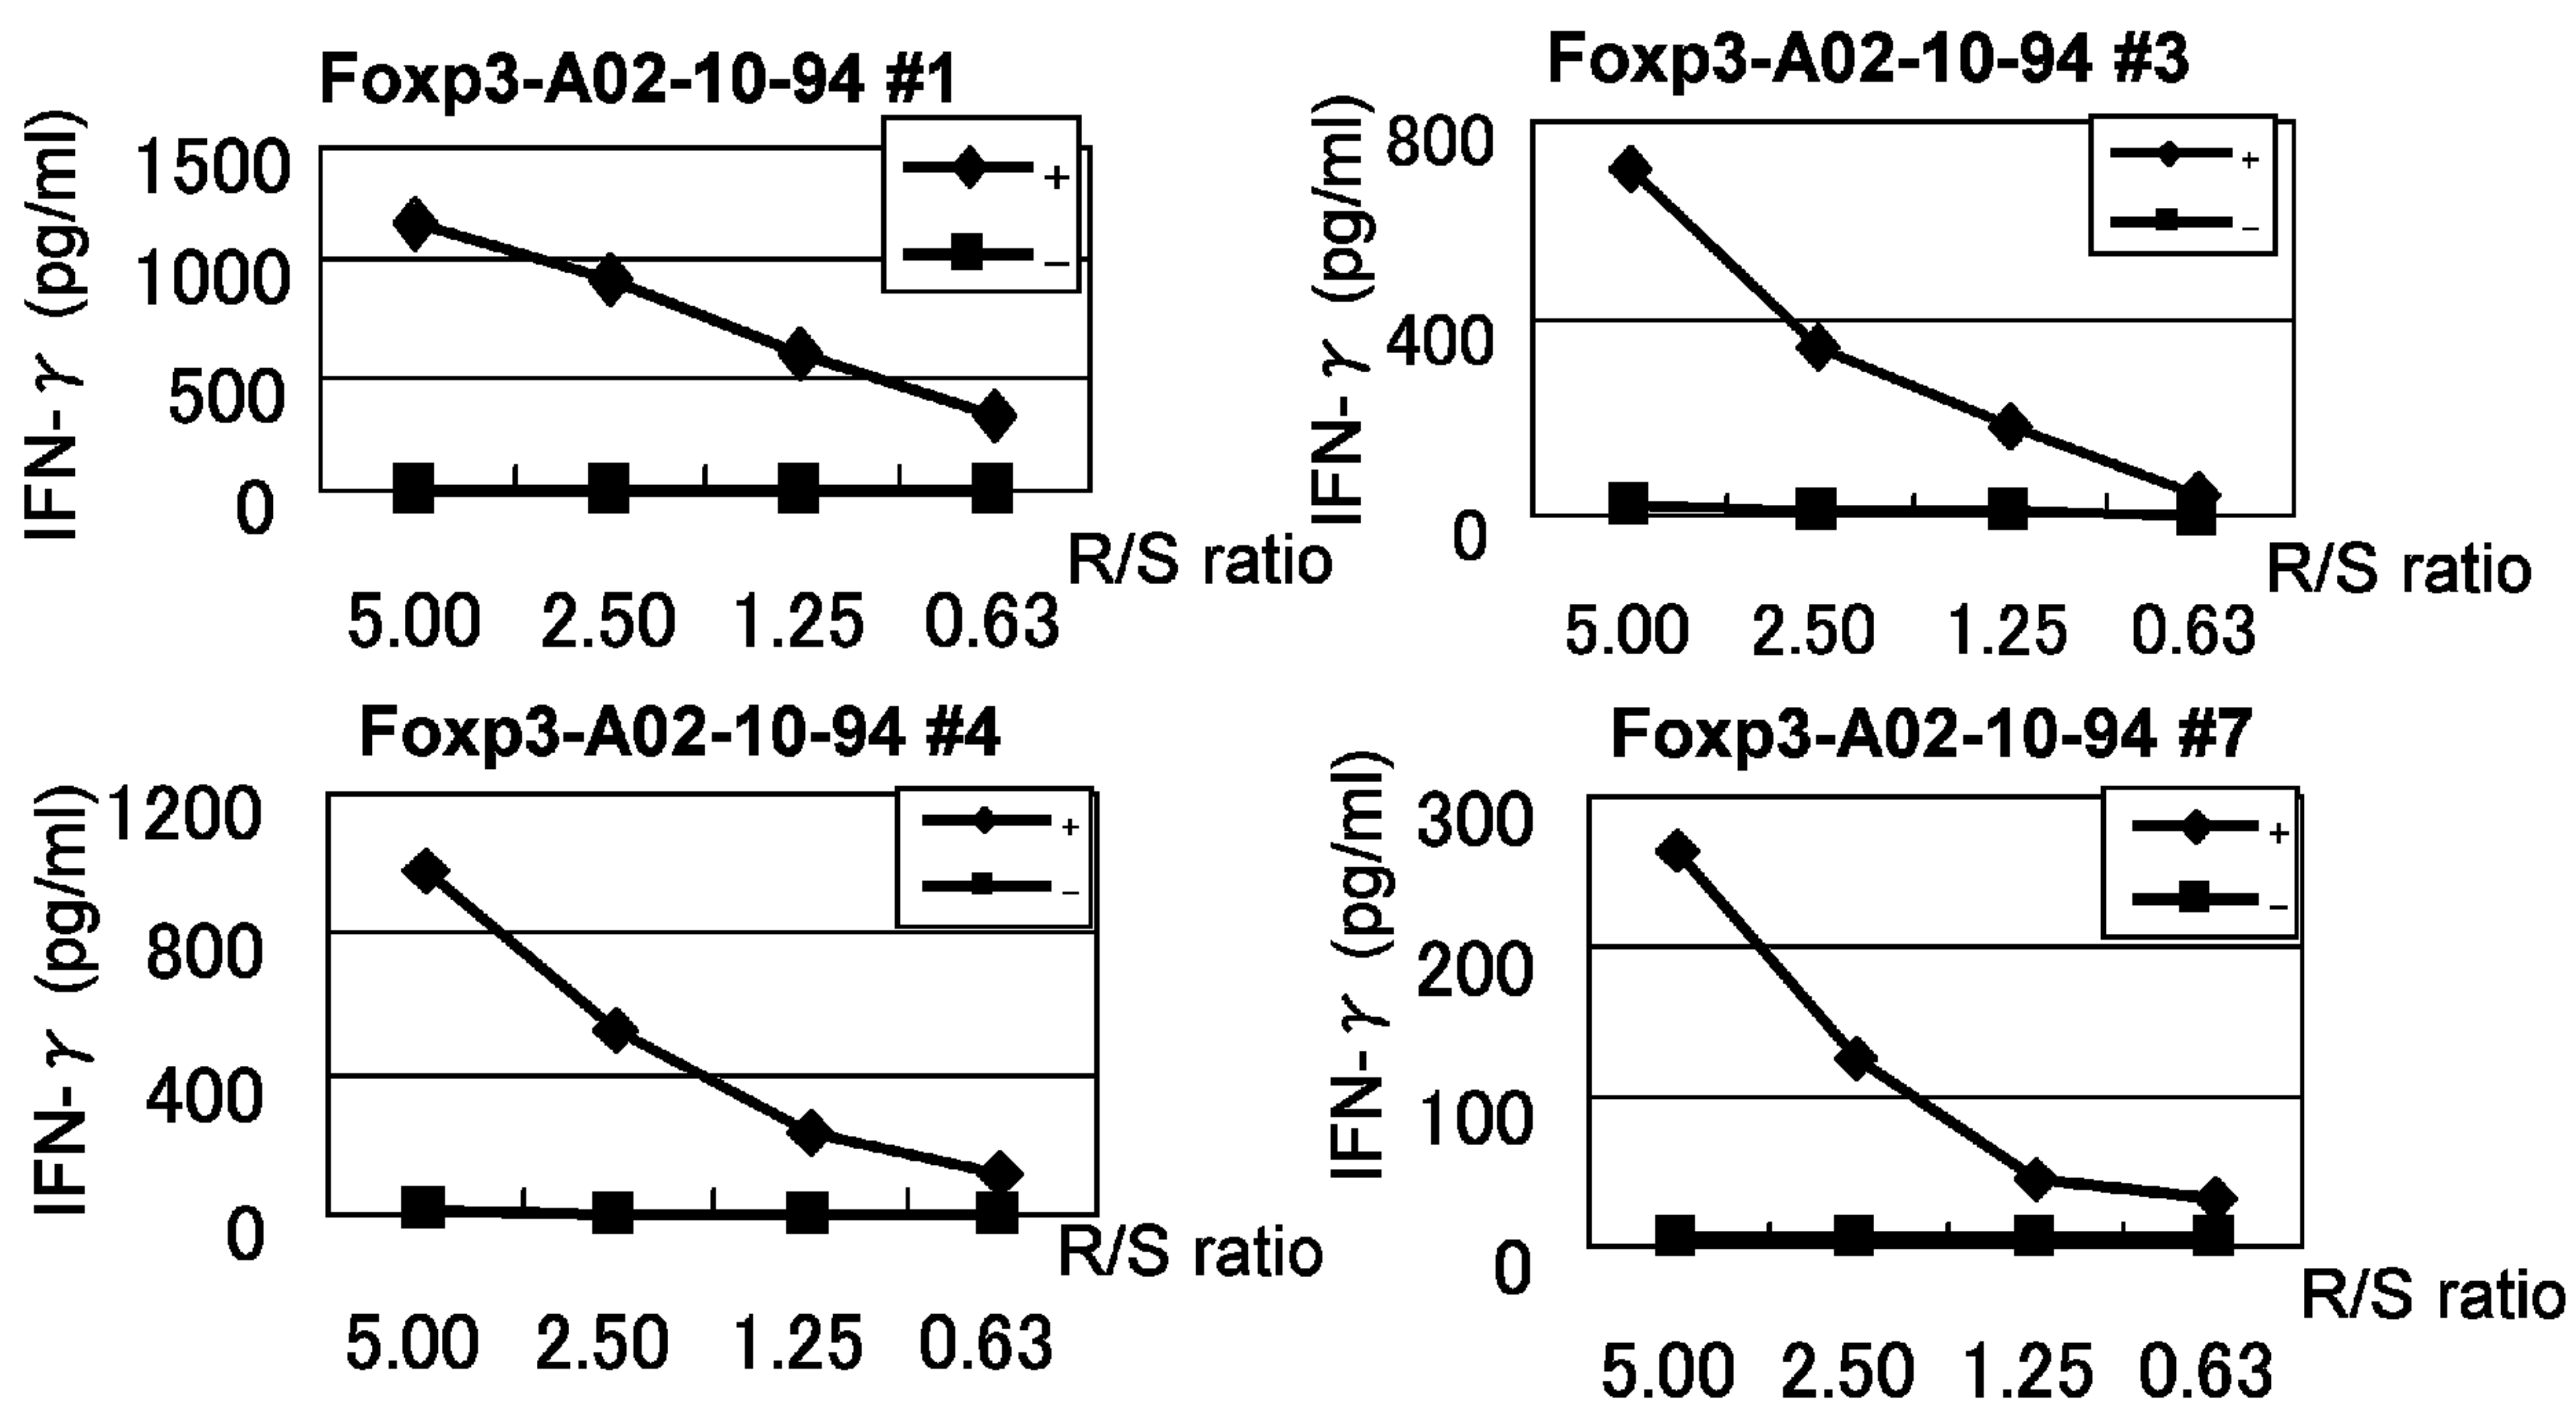 Foxp3-A02-10-94 #1
IFN-γ (pg/ml)
1500
1000
500
0
+
−
R/S ratio
5.00 2.50 1.25 0.63
Foxp3-A02-10-94 #3
IFN-γ (pg/ml)
800
400
0
+
−
R/S ratio
5.00 2.50 1.25 0.63
Foxp3-A02-10-94 #4
IFN-γ (pg/ml)
1200
800
400
0
+
−
R/S ratio
5.00 2.50 1.25 0.63
Foxp3-A02-10-94 #7
IFN-γ (pg/ml)
300
200
100
0
+
−
R/S ratio
5.00 2.50 1.25 0.63